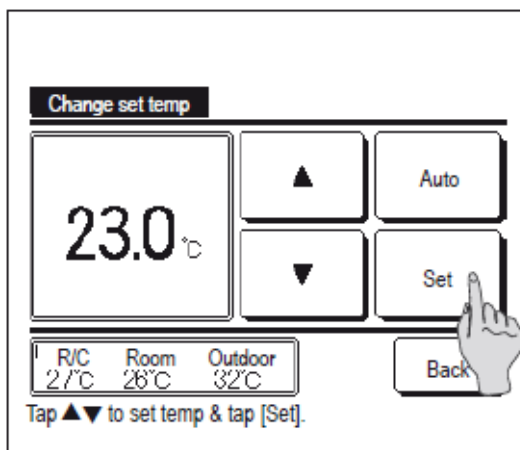 Change set temp
23.0℃
▲
Auto
▼
Set
R/C Room Outdoor
27℃ 26℃ 32℃
Back
Tap ▲▼ to set temp & tap [Set].